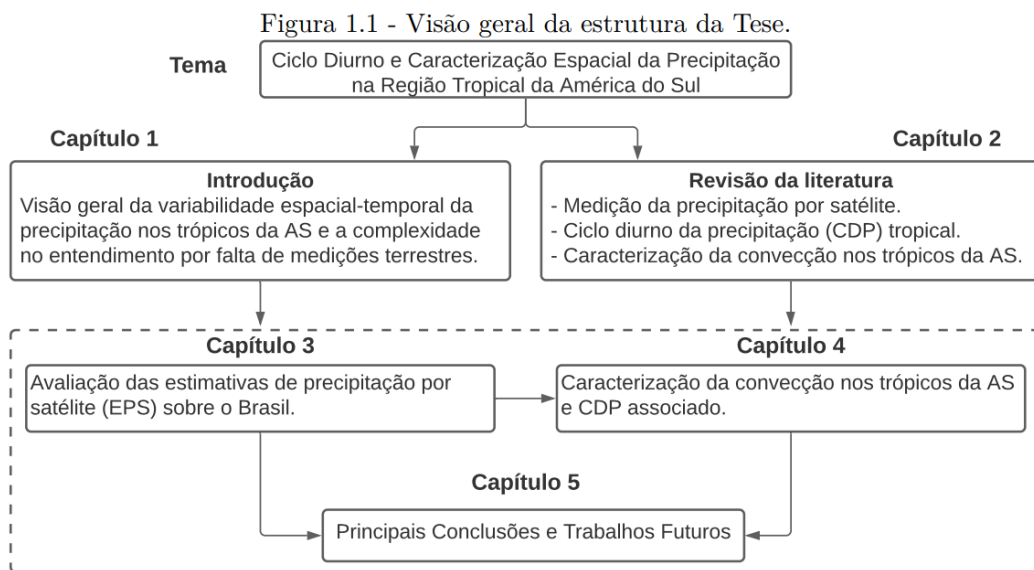 Figura 1.1 - Visão geral da estrutura da Tese.
Tema
Ciclo Diurno e Caracterização Espacial da Precipitação
na Região Tropical da América do Sul
Capítulo 1
Introdução
Visão geral da variabilidade espacial-temporal da
precipitação nos trópicos da AS e a complexidade
no entendimento por falta de medições terrestres.
Capítulo 2
Revisão da literatura
- Medição da precipitação por satélite.
- Ciclo diurno da precipitação (CDP) tropical.
- Caracterização da convecção nos trópicos da AS.
Capítulo 3
Avaliação das estimativas de precipitação por
satélite (EPS) sobre o Brasil.
Capítulo 4
Caracterização da convecção nos trópicos da AS
e CDP associado.
Capítulo 5
Principais Conclusões e Trabalhos Futuros